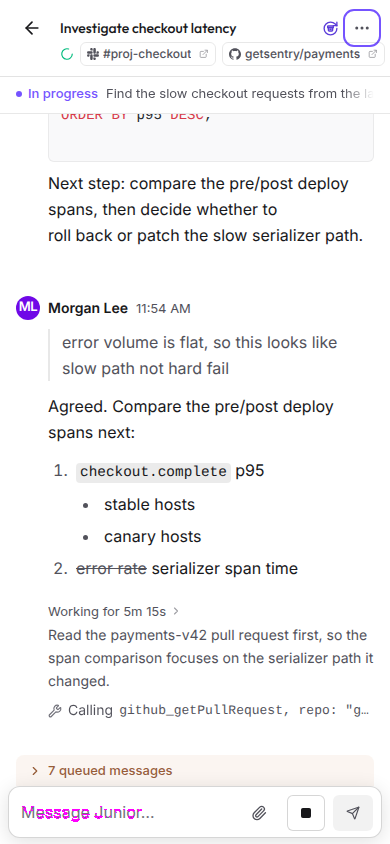 Investigate checkout latency
#proj-checkout
getsentry/payments
In progress Find the slow checkout requests from the la
ORDER BY p95 DESC;
Next step: compare the pre/post deploy
spans, then decide whether to
roll back or patch the slow serializer path.
ML Morgan Lee 11:54 AM
error volume is flat, so this looks like
slow path not hard fail
Agreed. Compare the pre/post deploy
spans next:
1. checkout.complete p95
• stable hosts
• canary hosts
2. error rate serializer span time
Working for 5m 15s >
Read the payments-v42 pull request first, so the
span comparison focuses on the serializer path it
changed.
Calling github_getPullRequest, repo: "g…
> 7 queued messages
Message Junior...